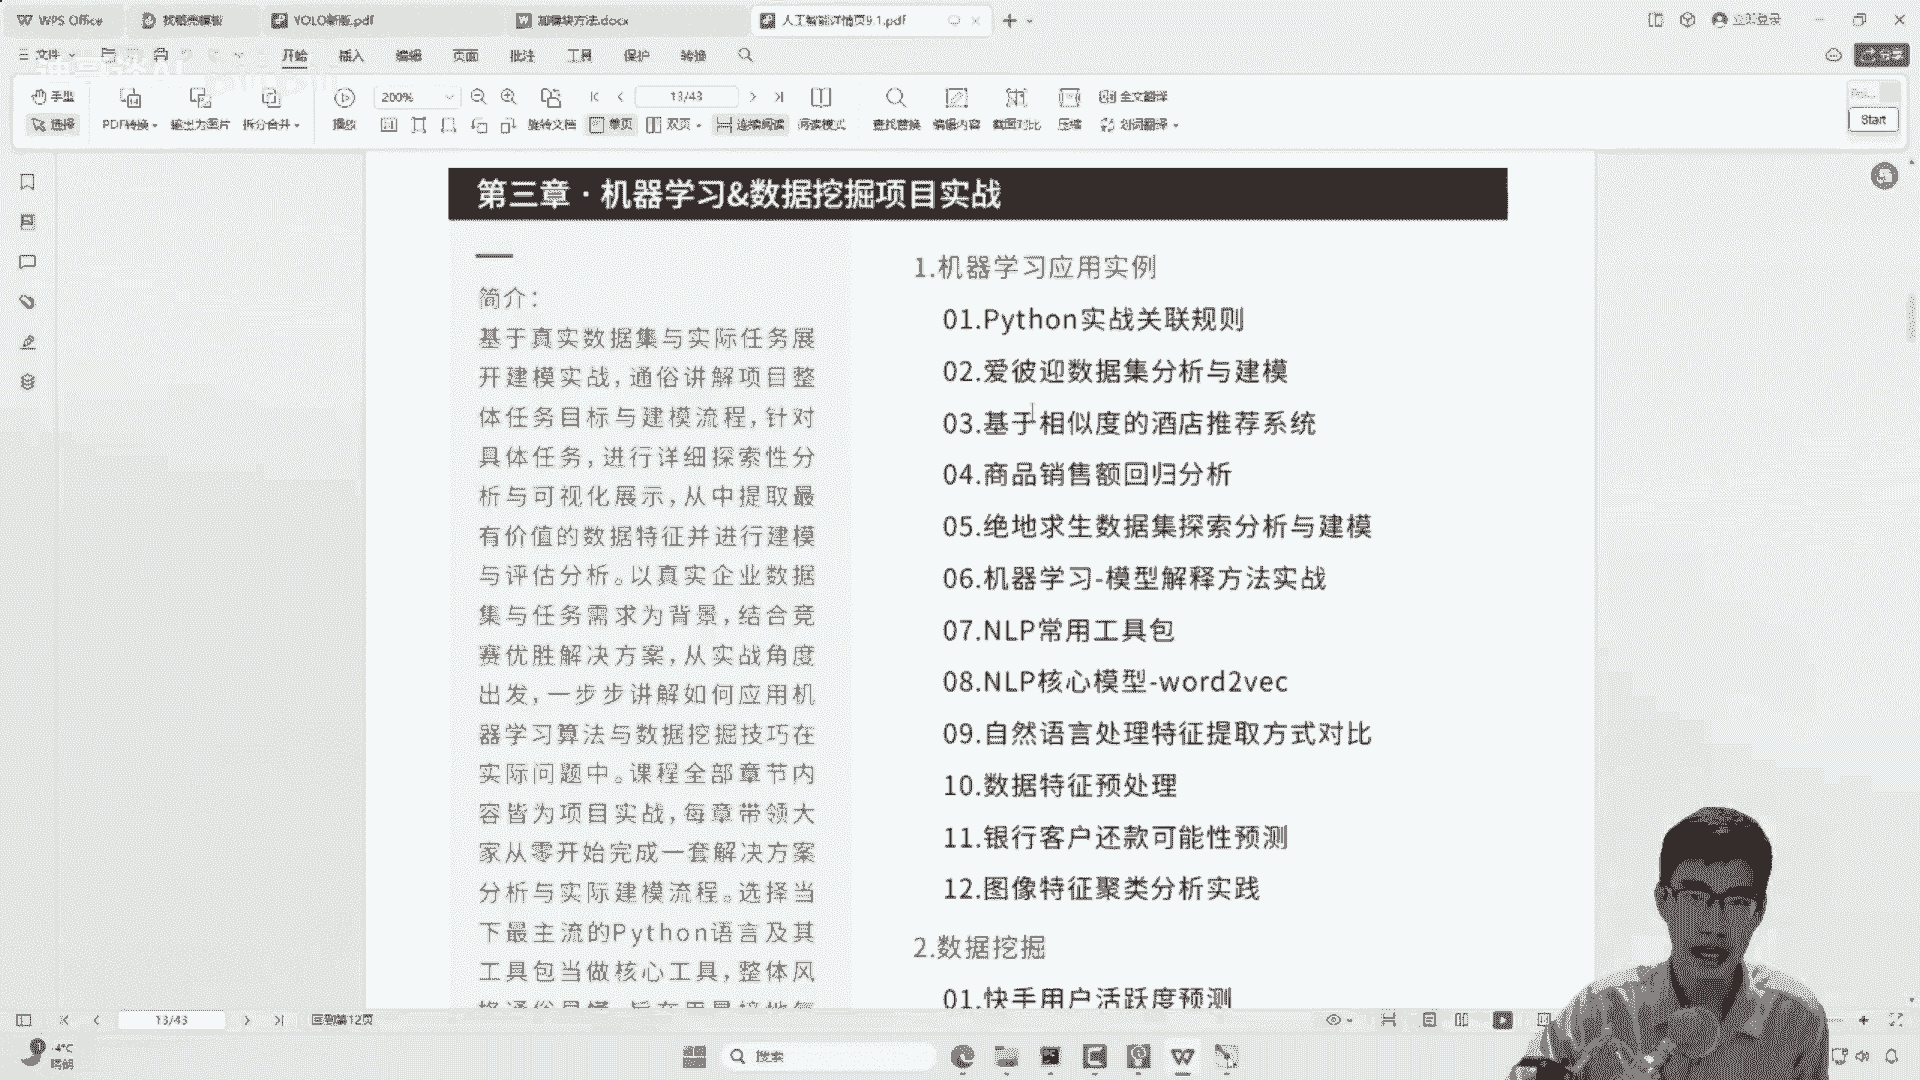 WPS Office
找稻壳模板
YOLO新版.pdf
加模块方法.docx
人工智能详情页9.1.pdf
立即登录
文件
开始
插入
编辑
页面
批注
工具
保护
转换
分享
手型
选择
PDF转换
输出为图片
拆分合并
播放
200%
旋转文档
13/43
单页
双页
连续阅读
阅读模式
查找替换
编辑内容
截图对比
压缩
全文翻译
划词翻译
Start
第三章·机器学习&数据挖掘项目实战
简介：
基于真实数据集与实际任务展
开建模实战，通俗讲解项目整
体任务目标与建模流程，针对
具体任务，进行详细探索性分
析与可视化展示，从中提取最
有价值的数据特征并进行建模
与评估分析。以真实企业数据
集与任务需求为背景，结合竞
赛优胜解决方案，从实战角度
出发，一步步讲解如何应用机
器学习算法与数据挖掘技巧在
实际问题中。课程全部章节内
容皆为项目实战，每章带领大
家从零开始完成一套解决方案
分析与实际建模流程。选择当
下最主流的Python语言及其
工具包当做核心工具，整体风
1.机器学习应用实例
01.Python实战关联规则
02.爱彼迎数据集分析与建模
03.基于相似度的酒店推荐系统
04.商品销售额回归分析
05.绝地求生数据集探索分析与建模
06.机器学习-模型解释方法实战
07.NLP常用工具包
08.NLP核心模型-word2vec
09.自然语言处理特征提取方式对比
10.数据特征预处理
11.银行客户还款可能性预测
12.图像特征聚类分析实践
2.数据挖掘
01.快手用户活跃度预测
13/43
回到第12页
-4°C
晴朗
搜索